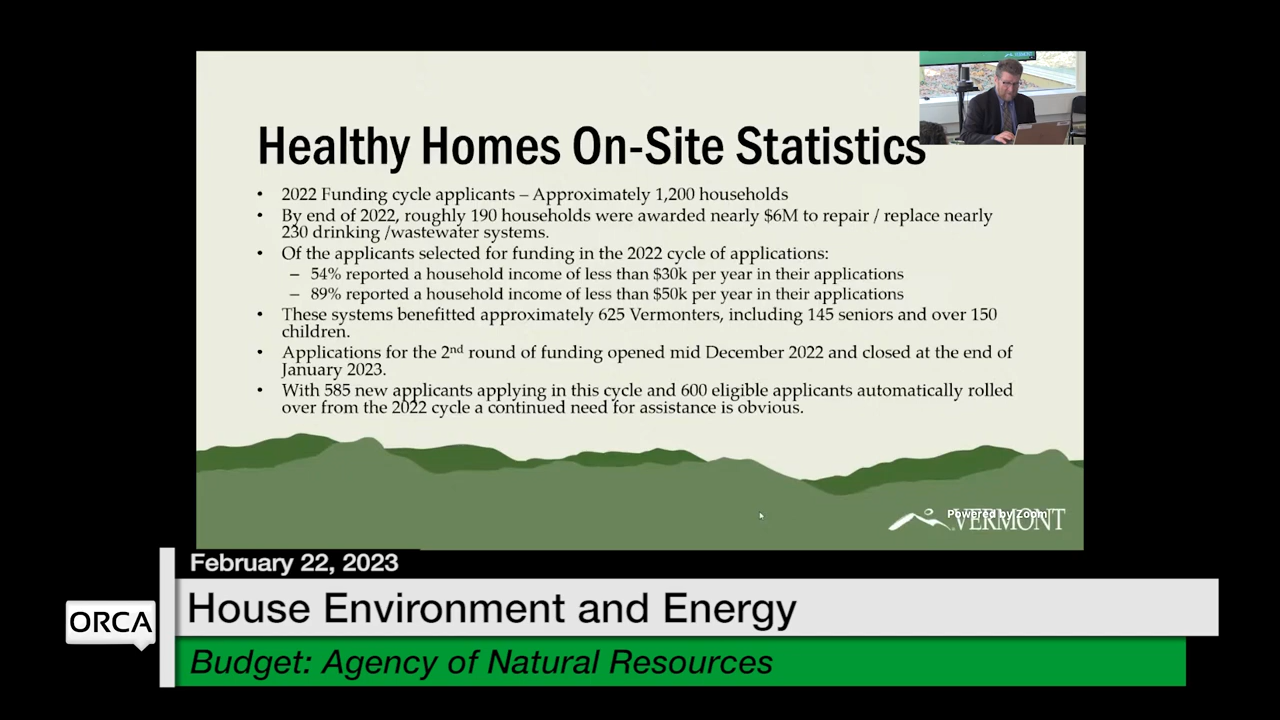 Healthy Homes On-Site Statistics
• 2022 Funding cycle applicants – Approximately 1,200 households
• By end of 2022, roughly 190 households were awarded nearly $6M to repair / replace nearly
230 drinking /wastewater systems.
• Of the applicants selected for funding in the 2022 cycle of applications:
– 54% reported a household income of less than $30k per year in their applications
– 89% reported a household income of less than $50k per year in their applications
• These systems benefitted approximately 625 Vermonters, including 145 seniors and over 150
children.
• Applications for the 2nd round of funding opened mid December 2022 and closed at the end of
January 2023.
• With 585 new applicants applying in this cycle and 600 eligible applicants automatically rolled
over from the 2022 cycle a continued need for assistance is obvious.
Powered by Zoom
VERMONT
February 22, 2023
ORCA
House Environment and Energy
Budget: Agency of Natural Resources